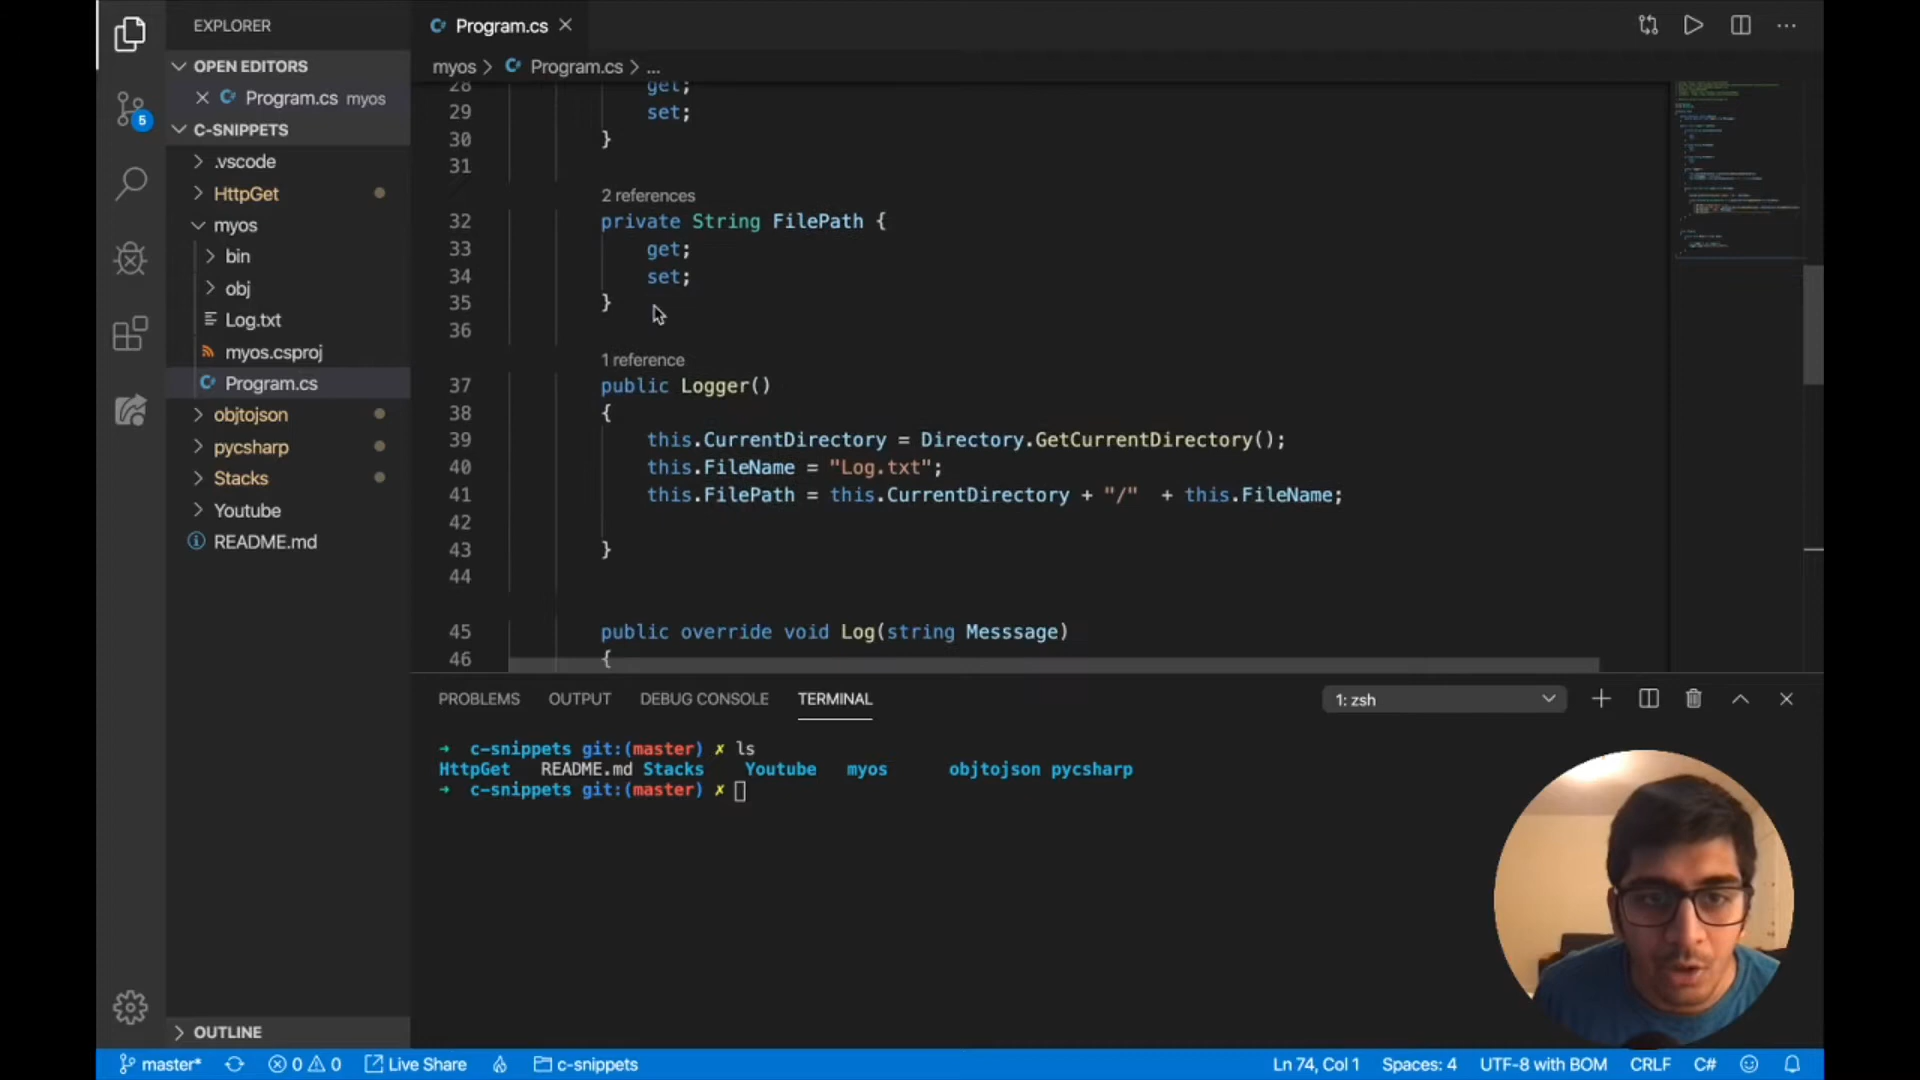 EXPLORER
OPEN EDITORS
Program.cs myos
C-SNIPPETS
.vscode
HttpGet
myos
bin
obj
Log.txt
myos.csproj
Program.cs
objtojson
pycsharp
Stacks
Youtube
README.md
OUTLINE
5
Program.cs
myos > Program.cs > ...
28 get;
29 set;
30 }
31
2 references
32 private String FilePath {
33 get;
34 set;
35 }
36
1 reference
37 public Logger()
38 {
39 this.CurrentDirectory = Directory.GetCurrentDirectory();
40 this.FileName = "Log.txt";
41 this.FilePath = this.CurrentDirectory + "/"  + this.FileName;
42
43 }
44
45 public override void Log(string Messsage)
46 {
PROBLEMS OUTPUT DEBUG CONSOLE TERMINAL 1: zsh
→ c-snippets git:(master) ✗ ls
HttpGet README.md Stacks Youtube myos objtojson pycsharp
→ c-snippets git:(master) ✗
master* 0 0 Live Share c-snippets Ln 74, Col 1 Spaces: 4 UTF-8 with BOM CRLF C#